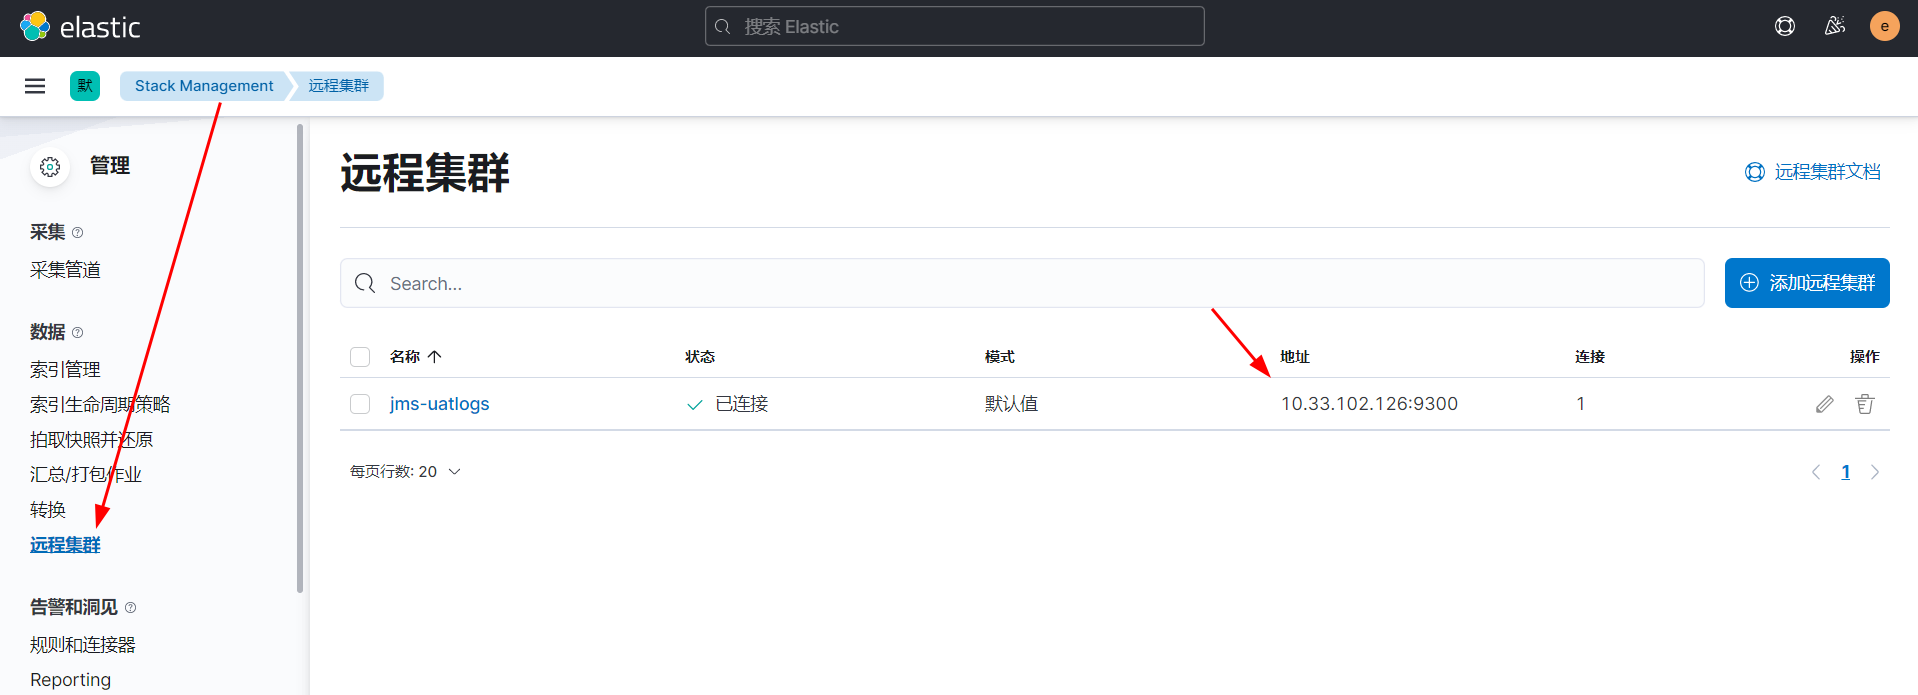 elastic
搜索 Elastic
e
默
Stack Management
远程集群
管理
采集
采集管道
数据
索引管理
索引生命周期策略
拍取快照并还原
汇总/打包作业
转换
远程集群
告警和洞见
规则和连接器
Reporting
远程集群
远程集群文档
Search...
添加远程集群
名称 状态 模式 地址 连接 操作
jms-uatlogs 已连接 默认值 10.33.102.126:9300 1
每页行数: 20
1